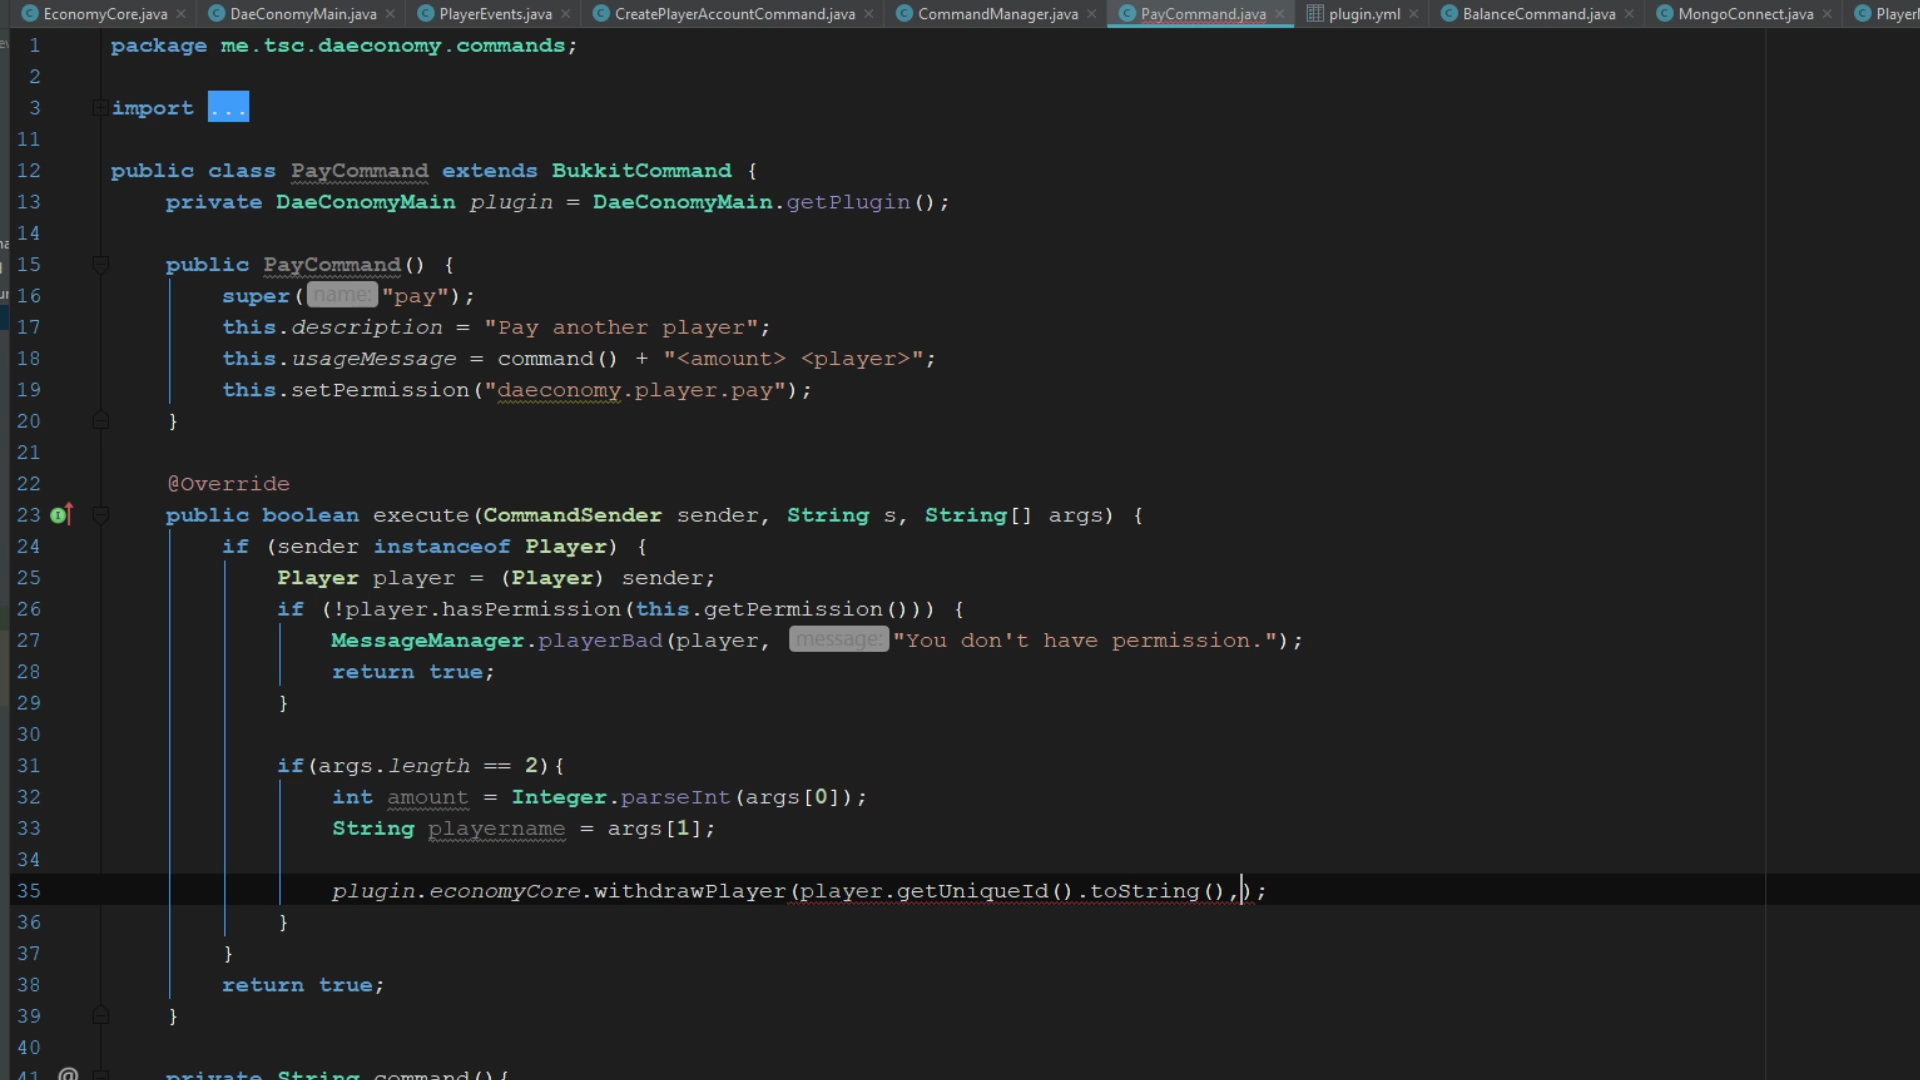 EconomyCore.java DaeConomyMain.java PlayerEvents.java CreatePlayerAccountCommand.java CommandManager.java PayCommand.java plugin.yml BalanceCommand.java MongoConnect.java
1 package me.tsc.daeconomy.commands;
2
3 import ...
11
12 public class PayCommand extends BukkitCommand {
13 private DaeConomyMain plugin = DaeConomyMain.getPlugin();
14
15 public PayCommand() {
16 super( name: "pay");
17 this.description = "Pay another player";
18 this.usageMessage = command() + "<amount> <player>";
19 this.setPermission("daeconomy.player.pay");
20 }
21
22 @Override
23 public boolean execute(CommandSender sender, String s, String[] args) {
24 if (sender instanceof Player) {
25 Player player = (Player) sender;
26 if (!player.hasPermission(this.getPermission())) {
27 MessageManager.playerBad(player, message: "You don't have permission.");
28 return true;
29 }
30
31 if(args.length == 2){
32 int amount = Integer.parseInt(args[0]);
33 String playername = args[1];
34
35 plugin.economyCore.withdrawPlayer(player.getUniqueId().toString(),);
36 }
37 }
38 return true;
39 }
40
41 @ private String command(){